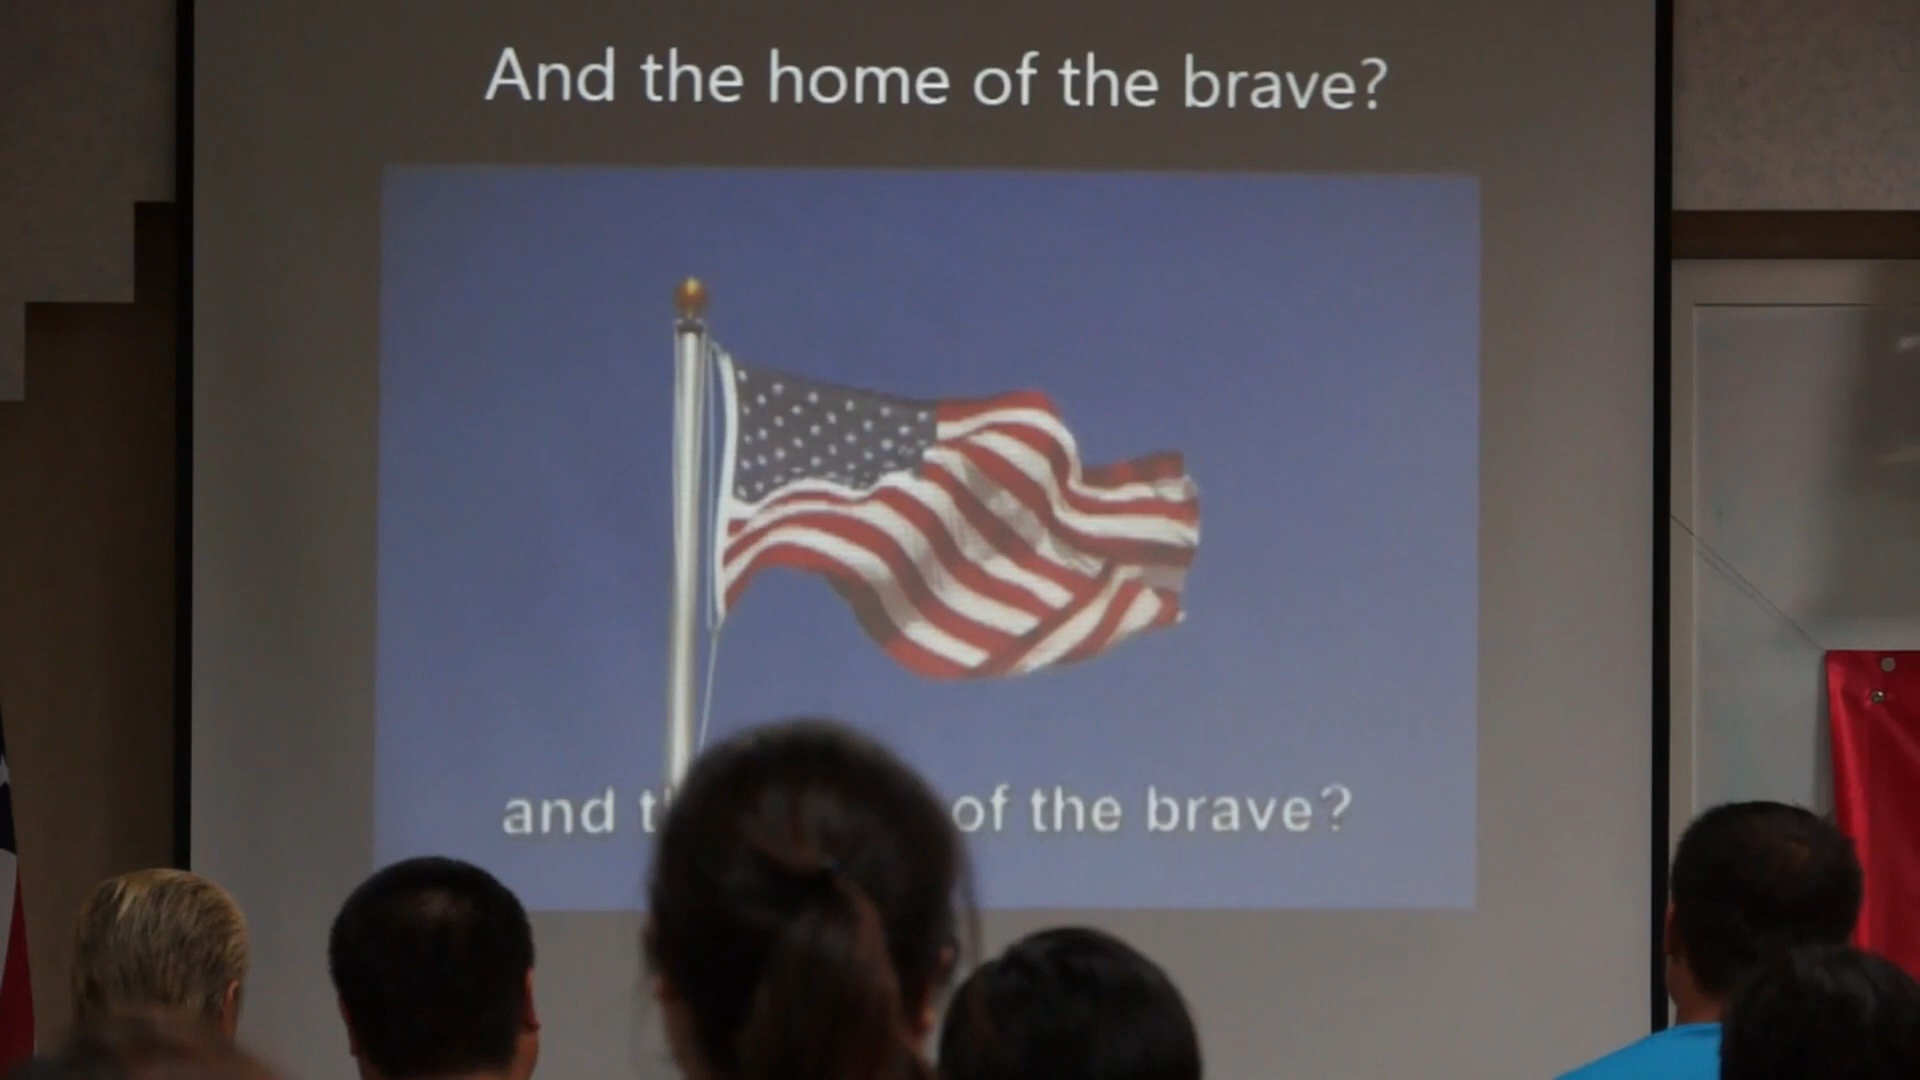 And the home of the brave?
and of the brave?